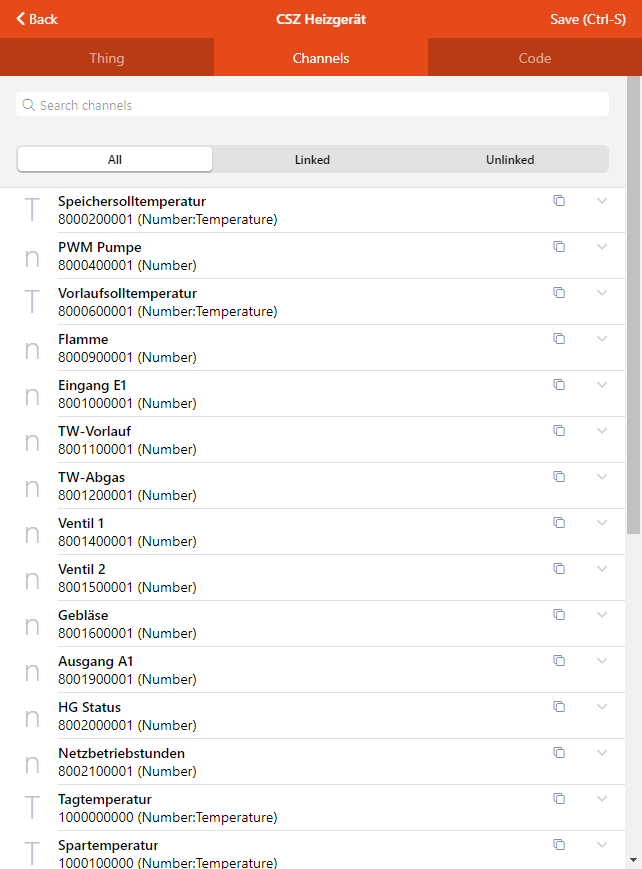 Back
CSZ Heizgerät
Save (Ctrl-S)
Thing
Channels
Code
Search channels
All
Linked
Unlinked
T
Speichersolltemperatur
8000200001 (Number:Temperature)
n
PWM Pumpe
8000400001 (Number)
T
Vorlaufsolltemperatur
8000600001 (Number:Temperature)
n
Flamme
8000900001 (Number)
n
Eingang E1
8001000001 (Number)
n
TW-Vorlauf
8001100001 (Number)
n
TW-Abgas
8001200001 (Number)
n
Ventil 1
8001400001 (Number)
n
Ventil 2
8001500001 (Number)
n
Gebläse
8001600001 (Number)
n
Ausgang A1
8001900001 (Number)
n
HG Status
8002000001 (Number)
n
Netzbetriebstunden
8002100001 (Number)
T
Tagtemperatur
1000000000 (Number:Temperature)
T
Spartemperatur
1000100000 (Number:Temperature)